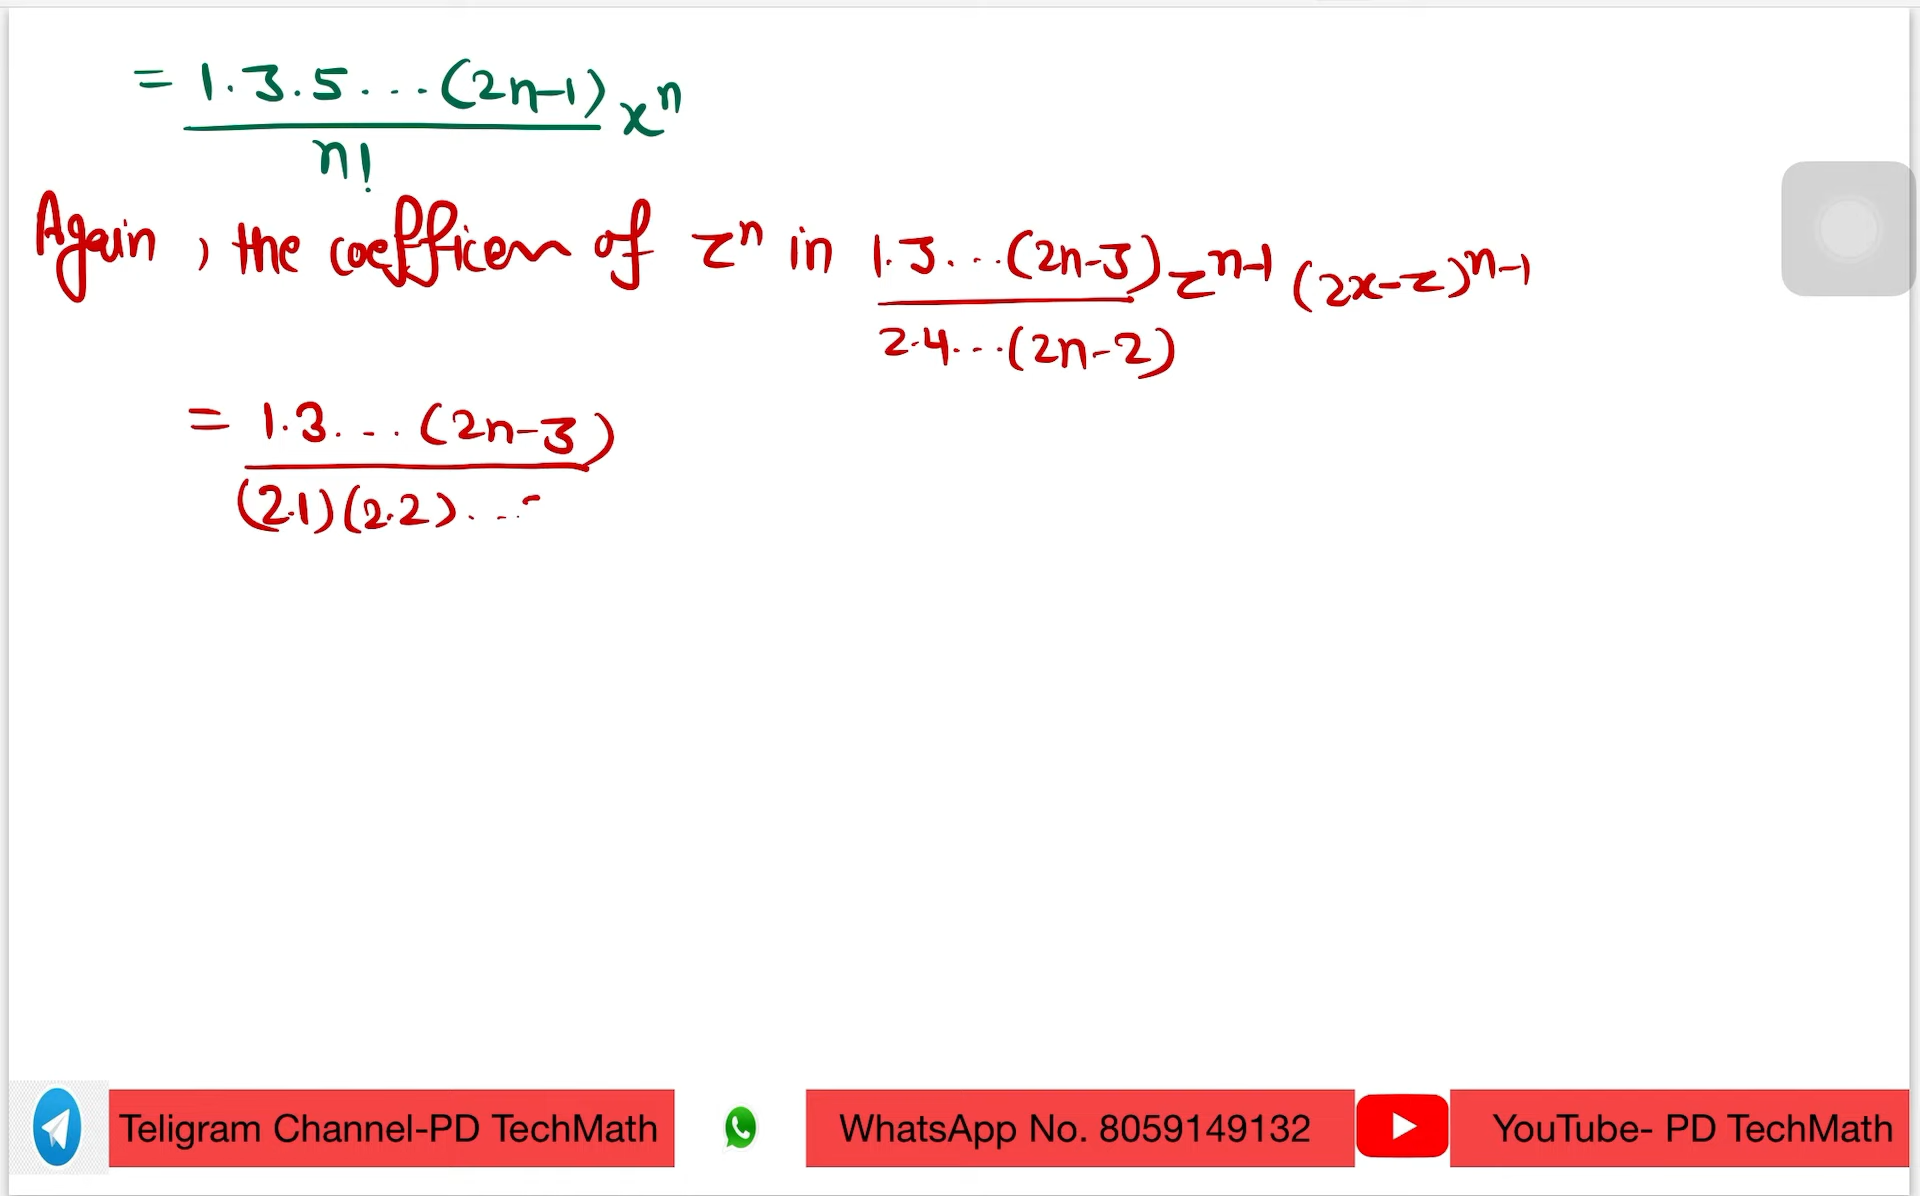 = 1.3.5...(2n-1) x^n
n!
Again, the coefficen of z^n in 1.3...(2n-3) z^n-1 (2x-z)^n-1
2.4...(2n-2)
= 1.3...(2n-3)
(2.1)(2.2)...
Teligram Channel-PD TechMath
WhatsApp No. 8059149132
YouTube- PD TechMath